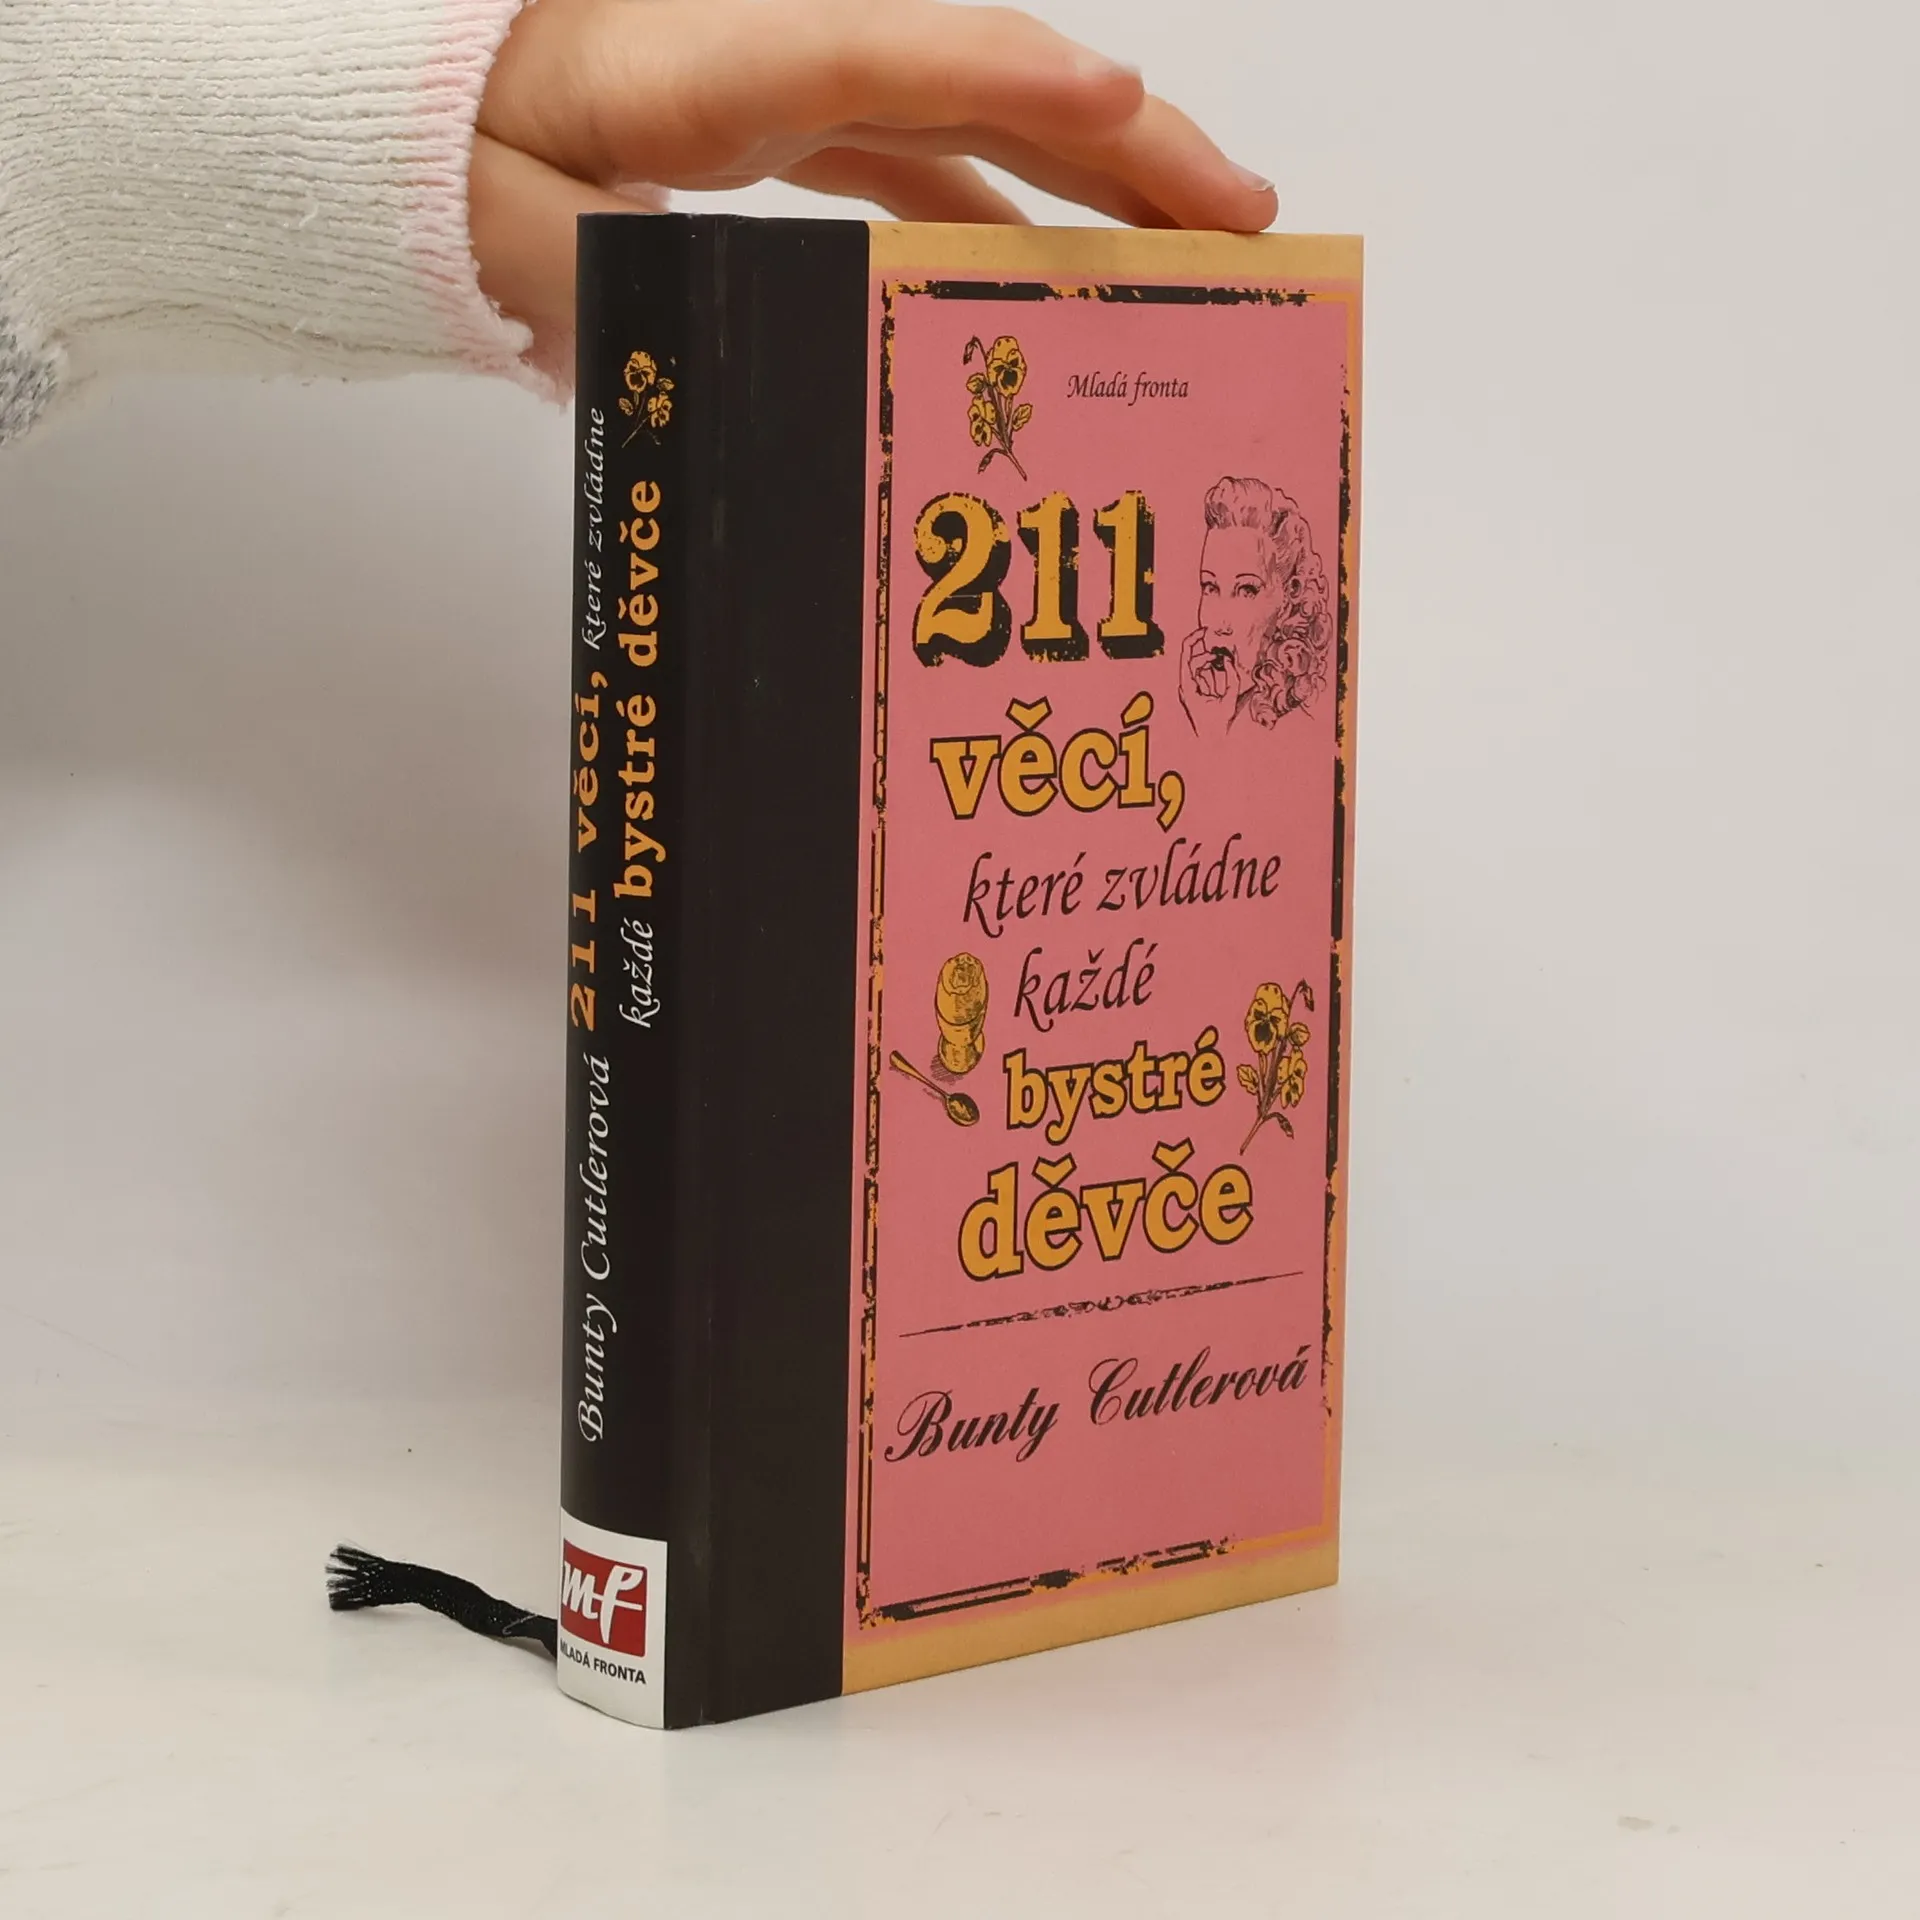 Bunty Cutlerová 211 věcí, které zvládne
každé bystré děvče
mf
MLADÁ FRONTA
Mladá fronta
211
věcí,
které zvládne
každé
bystré
děvče
Bunty Cutlerová